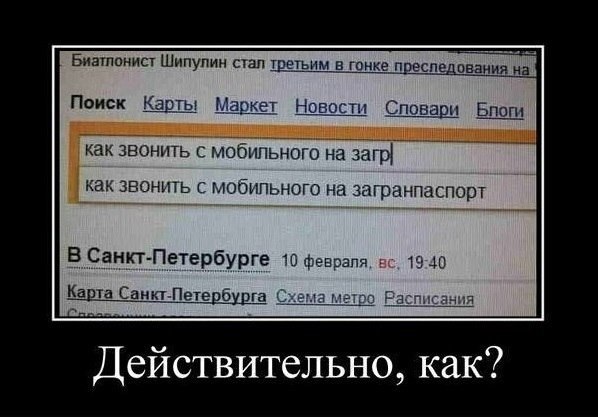 Биатлонист Шипулин стал третьим в гонке преследования на
Поиск Карты Маркет Новости Словари Блоги
как звонить с мобильного на загр
как звонить с мобильного на загранпаспорт
В Санкт-Петербурге 10 февраля, вс, 19:40
Карта Санкт-Петербурга Схема метро Расписания
Действительно, как?